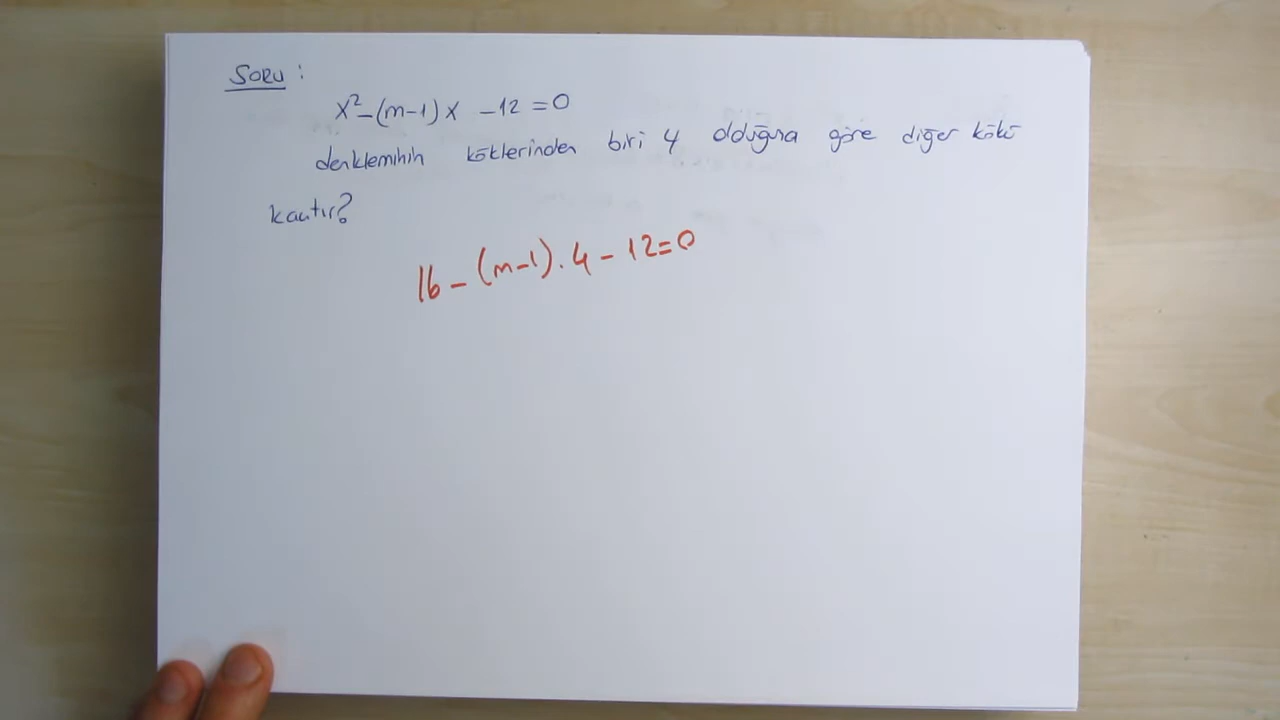 SORU :
x² - (m-1) x - 12 = 0
denkleminin köklerinden biri 4 olduğuna göre diğer kökü
kaçtır?
16 - (m-1) . 4 - 12 = 0